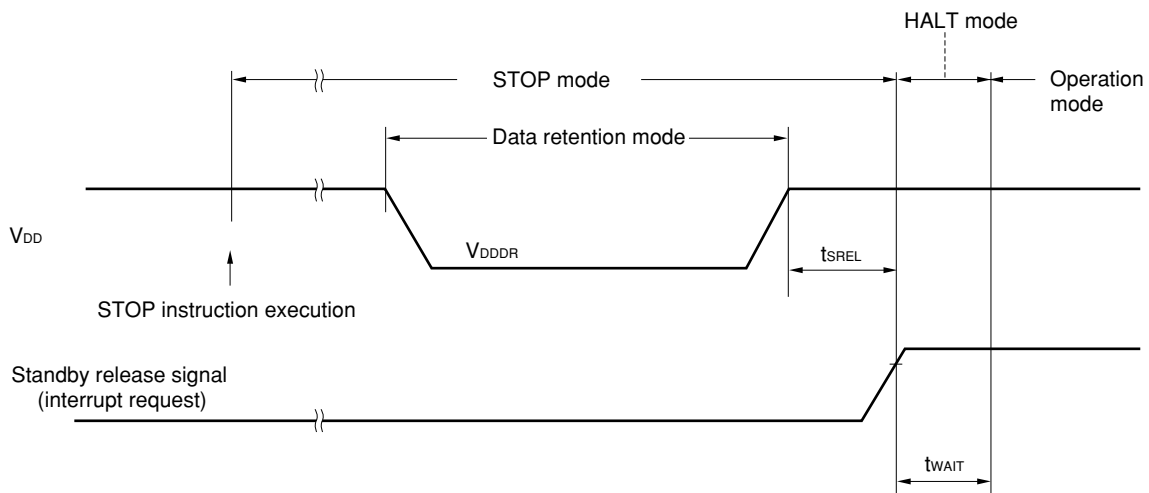 HALT mode
STOP mode
Operation
mode
Data retention mode
VDD
VDDDR
tSREL
STOP instruction execution
Standby release signal
(interrupt request)
tWAIT